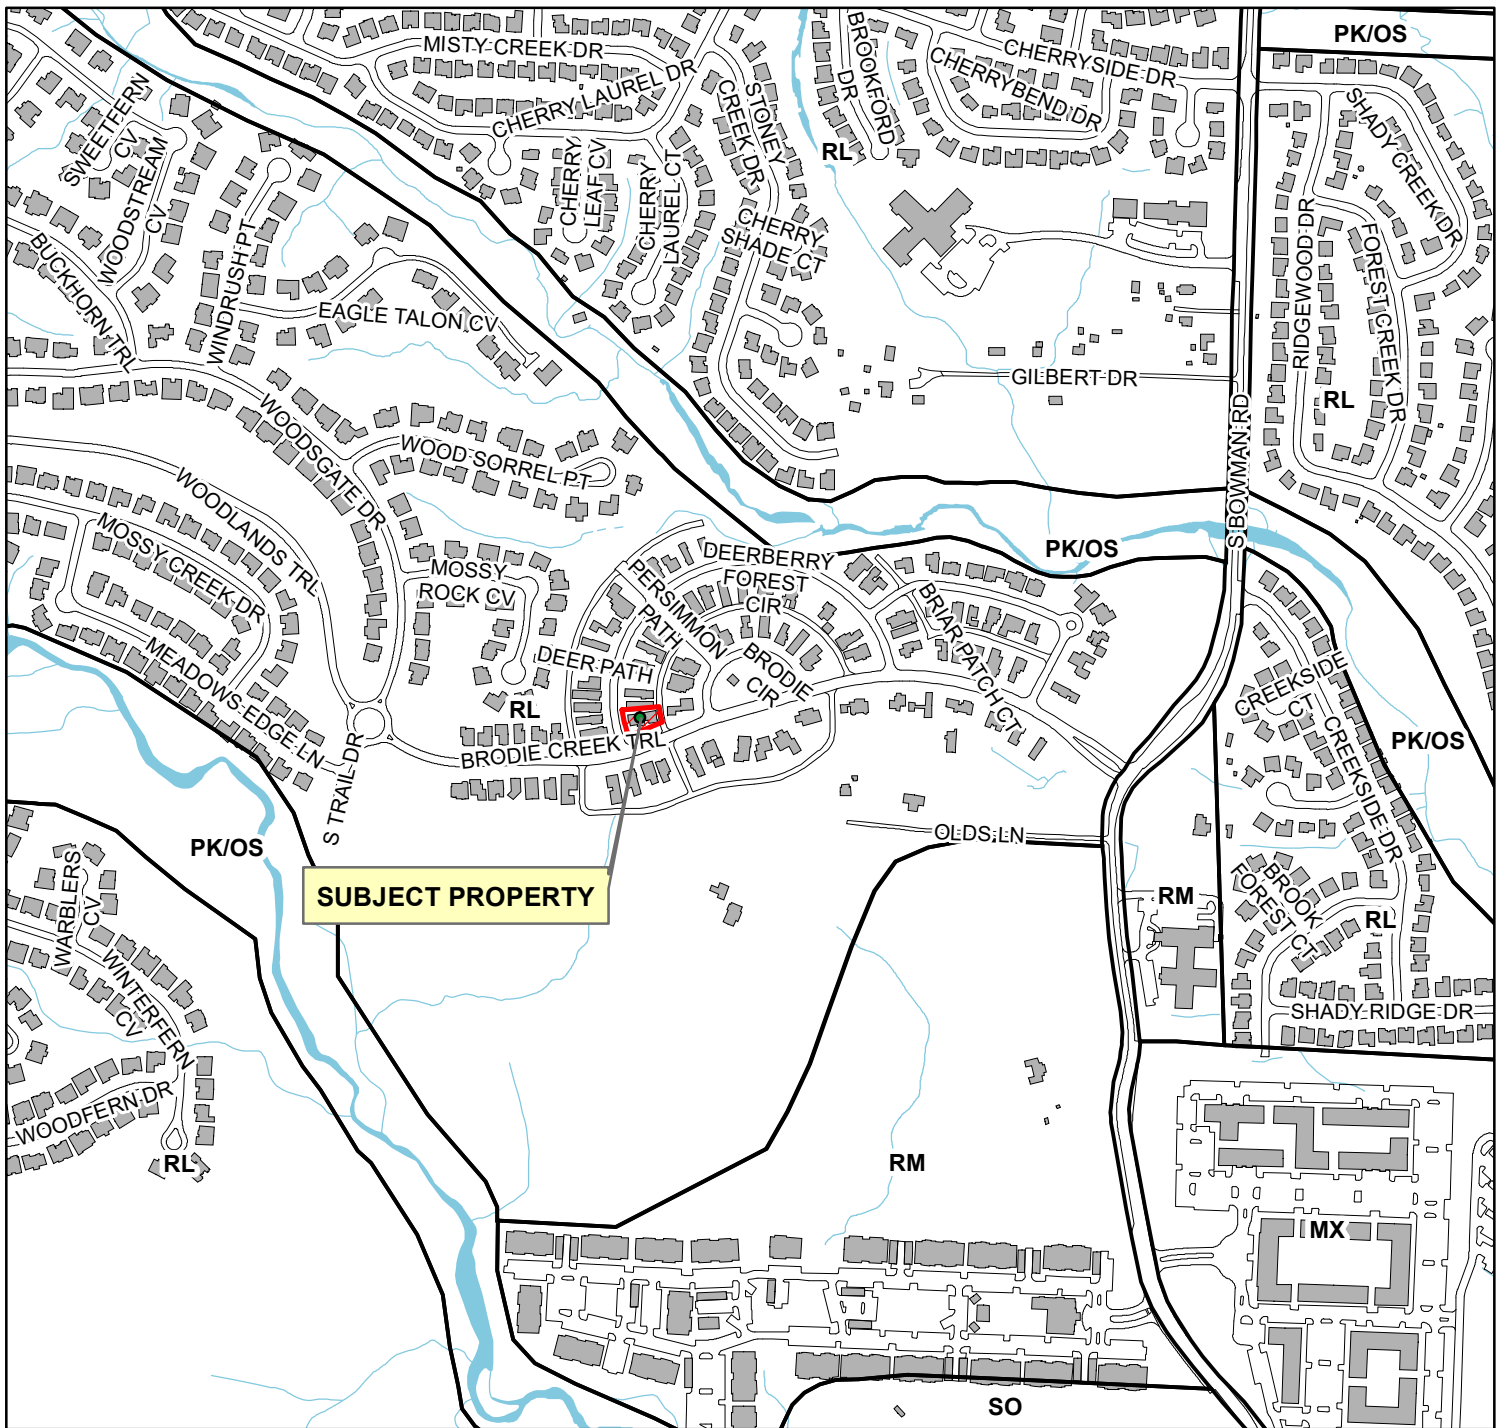 PK/OS
MISTY CREEK DR
BROOKFORD
DR
CHERRYSIDE DR
CHERRYBEND DR
CHERRY LAUREL DR
STONEY
CREEK DR
SHADY CREEK DR
SWEETFERN
CV
WOODSTREAM
CV
CHERRY
LEAF CV
CHERRY
LAUREL CT
RL
CHERRY
SHADE CT
RIDGEWOOD DR
FOREST CREEK DR
BUCKHORN TRL
WINDRUSH PT
EAGLE TALON CV
GILBERT DR
RL
S BOWMAN RD
WOODSGATE DR
WOOD SORREL PT
WOODLANDS TRL
MOSSY CREEK DR
MOSSY
ROCK CV
PERSIMMON
PATH
DEERBERRY
FOREST
CIR
PK/OS
BRIAR PATCH CT
MEADOWS EDGE LN
DEER PATH
BRODIE
CIR
CREEKSIDE
CT
CREEKSIDE DR
PK/OS
RL
BRODIE CREEK TRL
S TRAIL DR
PK/OS
OLDS LN
SUBJECT PROPERTY
WARBLERS
CV
WINTERFERN
CV
RM
BROOK
FOREST CT
RL
SHADY RIDGE DR
WOODFERN DR
RL
RM
MX
SO